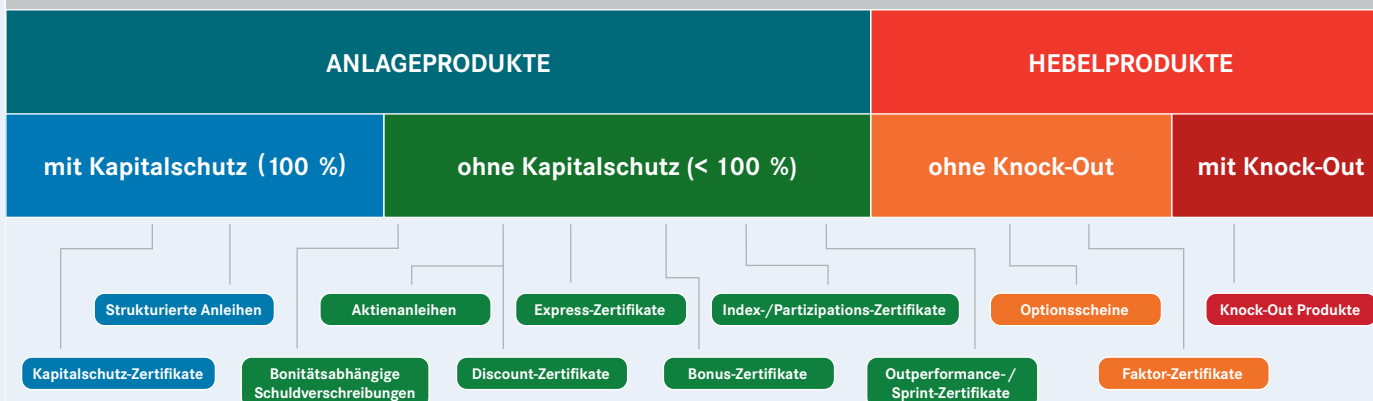 ANLAGEPRODUKTE
HEBELPRODUKTE
mit Kapitalschutz (100 %)
ohne Kapitalschutz (< 100 %)
ohne Knock-Out
mit Knock-Out
Strukturierte Anleihen
Aktienanleihen
Express-Zertifikate
Index-/Partizipations-Zertifikate
Optionsscheine
Knock-Out Produkte
Kapitalschutz-Zertifikate
Bonitätsabhängige
Schuldverschreibungen
Discount-Zertifikate
Bonus-Zertifikate
Outperformance-/
Sprint-Zertifikate
Faktor-Zertifikate